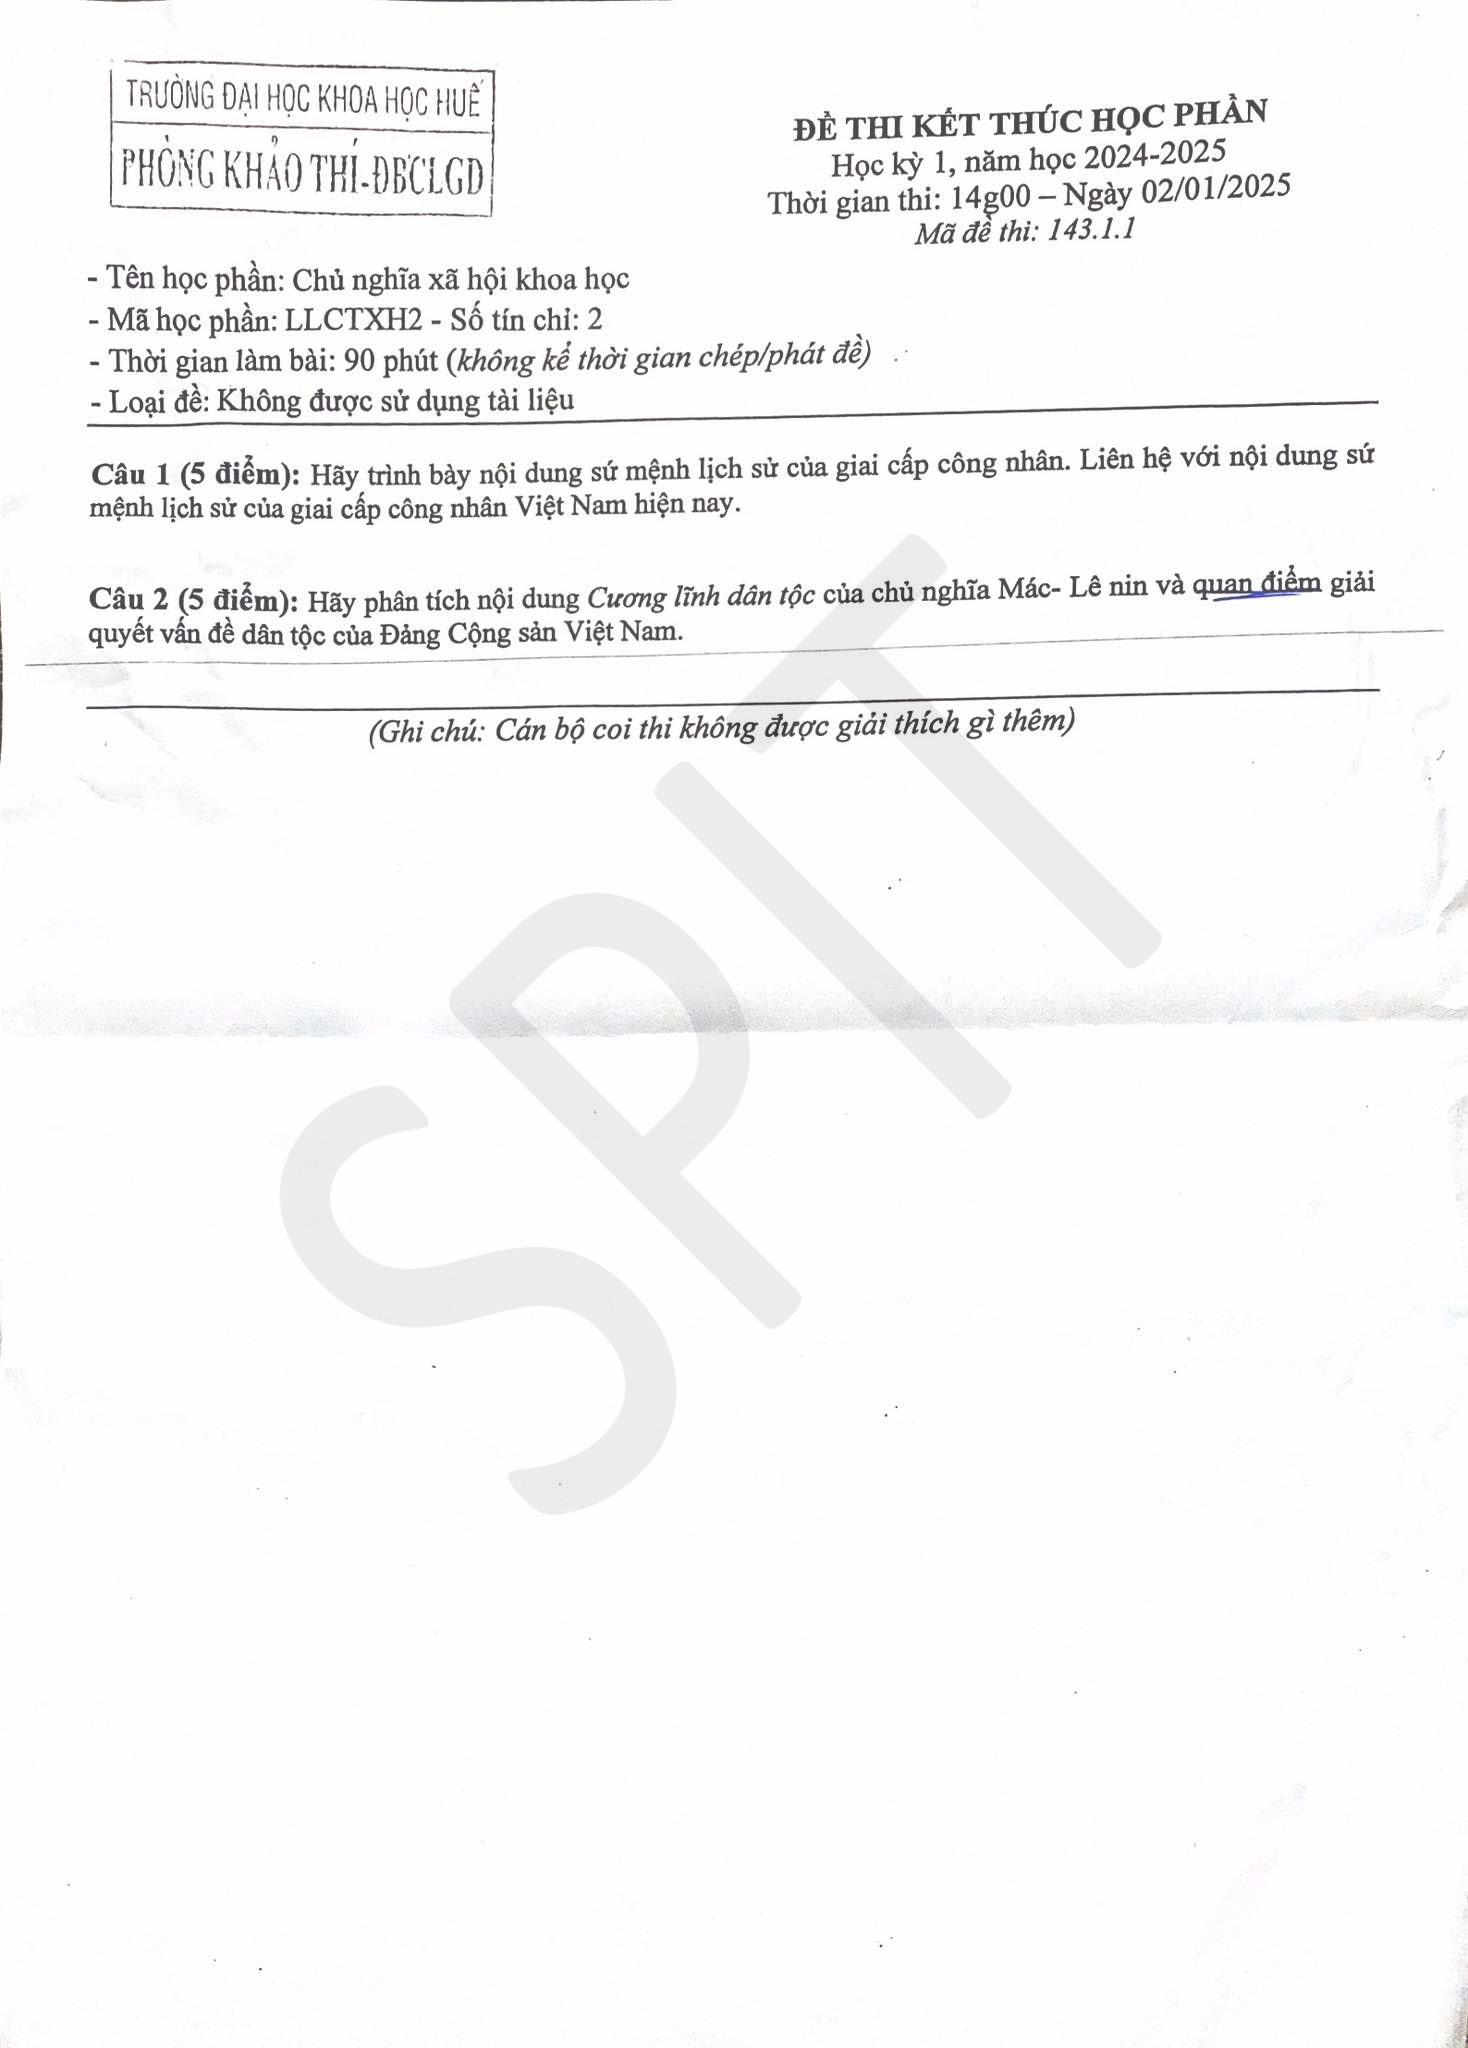 TRƯỜNG ĐẠI HỌC KHOA HỌC HUẾ
PHÒNG KHẢO THÍ-ĐBCLGD
ĐỀ THI KẾT THÚC HỌC PHẦN
Học kỳ 1, năm học 2024-2025
Thời gian thi: 14g00 – Ngày 02/01/2025
Mã đề thi: 143.1.1
- Tên học phần: Chủ nghĩa xã hội khoa học
- Mã học phần: LLCTXH2 - Số tín chỉ: 2
- Thời gian làm bài: 90 phút (không kể thời gian chép/phát đề)
- Loại đề: Không được sử dụng tài liệu
Câu 1 (5 điểm): Hãy trình bày nội dung sứ mệnh lịch sử của giai cấp công nhân. Liên hệ với nội dung sứ
mệnh lịch sử của giai cấp công nhân Việt Nam hiện nay.
Câu 2 (5 điểm): Hãy phân tích nội dung Cương lĩnh dân tộc của chủ nghĩa Mác- Lê nin và quan điểm giải
quyết vấn đề dân tộc của Đảng Cộng sản Việt Nam.
(Ghi chú: Cán bộ coi thi không được giải thích gì thêm)
SPIT